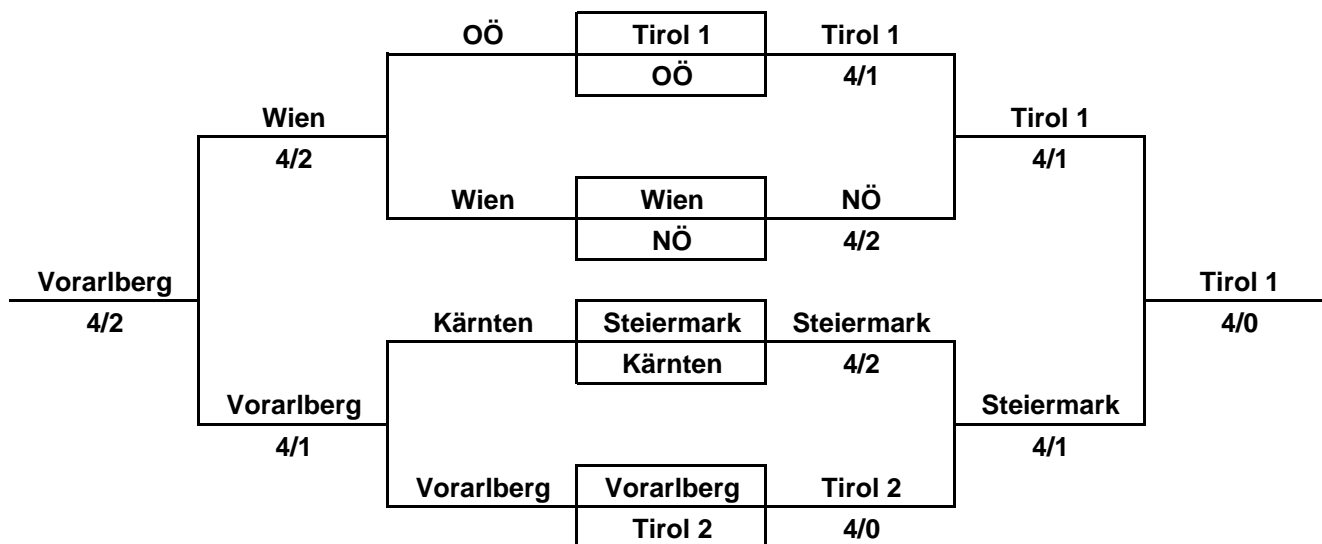 OÖ Tirol 1 Tirol 1
OÖ 4/1
Wien Tirol 1
4/2 4/1
Wien Wien NÖ
NÖ 4/2
Vorarlberg Tirol 1
4/2 Kärnten Steiermark Steiermark 4/0
Kärnten 4/2
Vorarlberg Steiermark
4/1 4/1
Vorarlberg Vorarlberg Tirol 2
Tirol 2 4/0